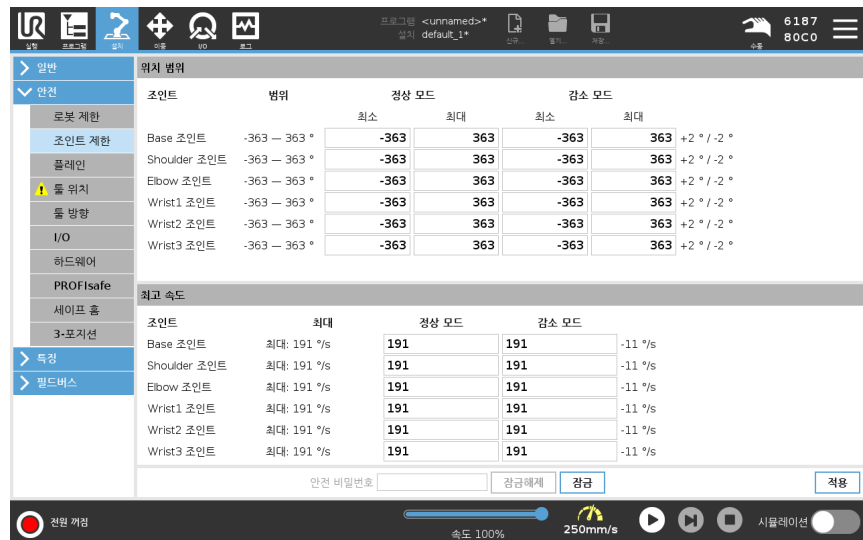 UR
실행
프로그램
설치
이동
I/O
로그
프로그램 <unnamed>*
설치 default_1*
신규...
열기...
저장...
수동
6187
80C0
일반
안전
로봇 제한
조인트 제한
플레인
툴 위치
툴 방향
I/O
하드웨어
PROFIsafe
세이프 홈
3-포지션
특징
필드버스
위치 범위
조인트 범위 정상 모드 감소 모드
최소 최대 최소 최대
Base 조인트 -363 — 363 ° -363 363 -363 363 +2 ° / -2 °
Shoulder 조인트 -363 — 363 ° -363 363 -363 363 +2 ° / -2 °
Elbow 조인트 -363 — 363 ° -363 363 -363 363 +2 ° / -2 °
Wrist1 조인트 -363 — 363 ° -363 363 -363 363 +2 ° / -2 °
Wrist2 조인트 -363 — 363 ° -363 363 -363 363 +2 ° / -2 °
Wrist3 조인트 -363 — 363 ° -363 363 -363 363 +2 ° / -2 °
최고 속도
조인트 최대 정상 모드 감소 모드
Base 조인트 최대: 191 °/s 191 191 -11 °/s
Shoulder 조인트 최대: 191 °/s 191 191 -11 °/s
Elbow 조인트 최대: 191 °/s 191 191 -11 °/s
Wrist1 조인트 최대: 191 °/s 191 191 -11 °/s
Wrist2 조인트 최대: 191 °/s 191 191 -11 °/s
Wrist3 조인트 최대: 191 °/s 191 191 -11 °/s
안전 비밀번호 잠금해제 잠금 적용
전원 꺼짐
속도 100%
250mm/s
시뮬레이션